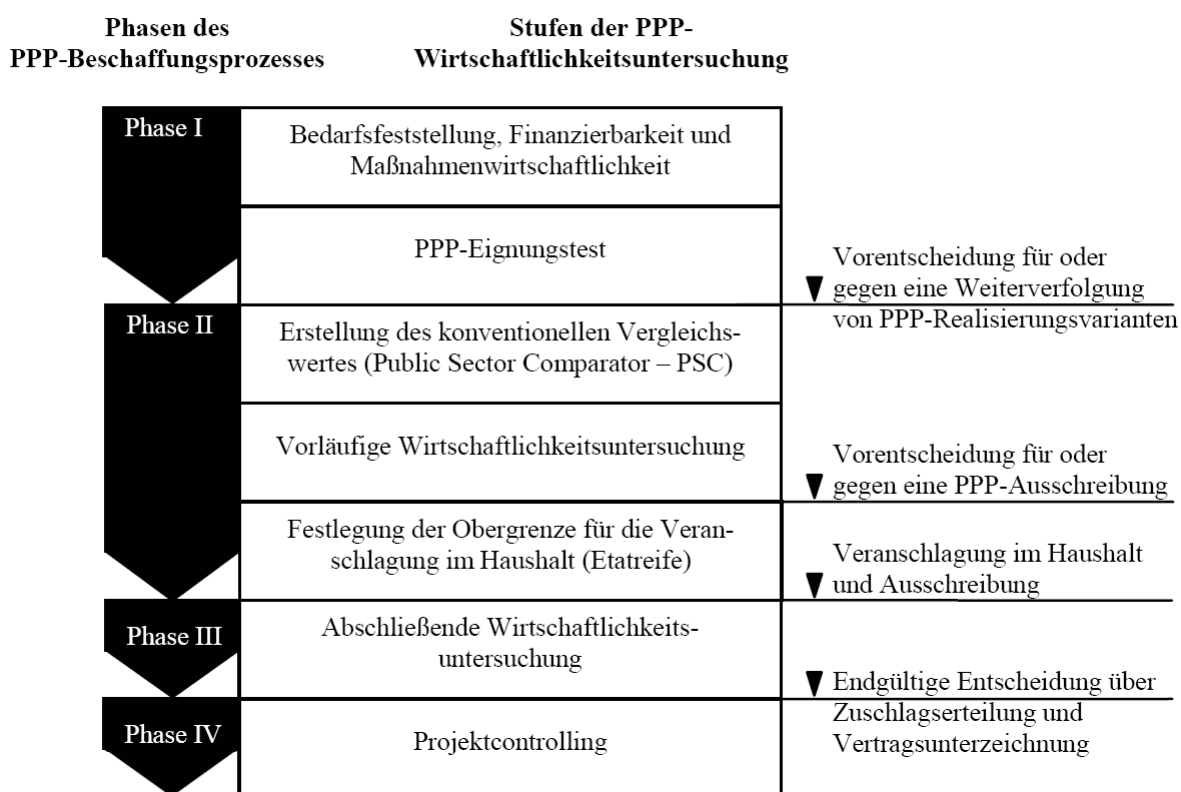 Phasen des
PPP-Beschaffungsprozesses
Stufen der PPP-
Wirtschaftlichkeitsuntersuchung
Phase I
Bedarfsfeststellung, Finanzierbarkeit und
Maßnahmenwirtschaftlichkeit
PPP-Eignungstest
Vorentscheidung für oder
gegen eine Weiterverfolgung
von PPP-Realisierungsvarianten
Phase II
Erstellung des konventionellen Vergleichs-
wertes (Public Sector Comparator – PSC)
Vorläufige Wirtschaftlichkeitsuntersuchung
Vorentscheidung für oder
gegen eine PPP-Ausschreibung
Festlegung der Obergrenze für die Veran-
schlagung im Haushalt (Etatreife)
Veranschlagung im Haushalt
und Ausschreibung
Phase III
Abschließende Wirtschaftlichkeits-
untersuchung
Endgültige Entscheidung über
Zuschlagserteilung und
Vertragsunterzeichnung
Phase IV
Projektcontrolling